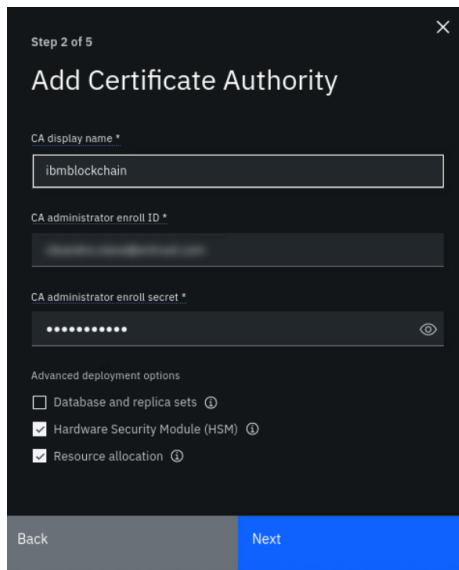 Step 2 of 5
Add Certificate Authority
CA display name *
ibmblockchain
CA administrator enroll ID *
CA administrator enroll secret *
•••••••••••
Advanced deployment options
Database and replica sets
Hardware Security Module (HSM)
Resource allocation
Back
Next